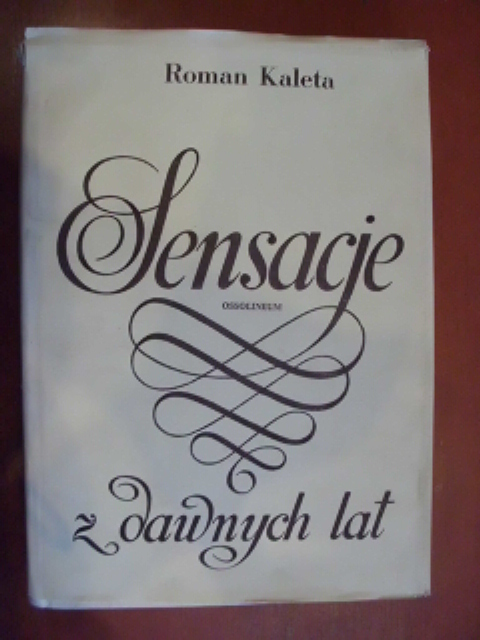 Roman Kaleta
Sensacje
OSSOLINEUM
z dawnych lat